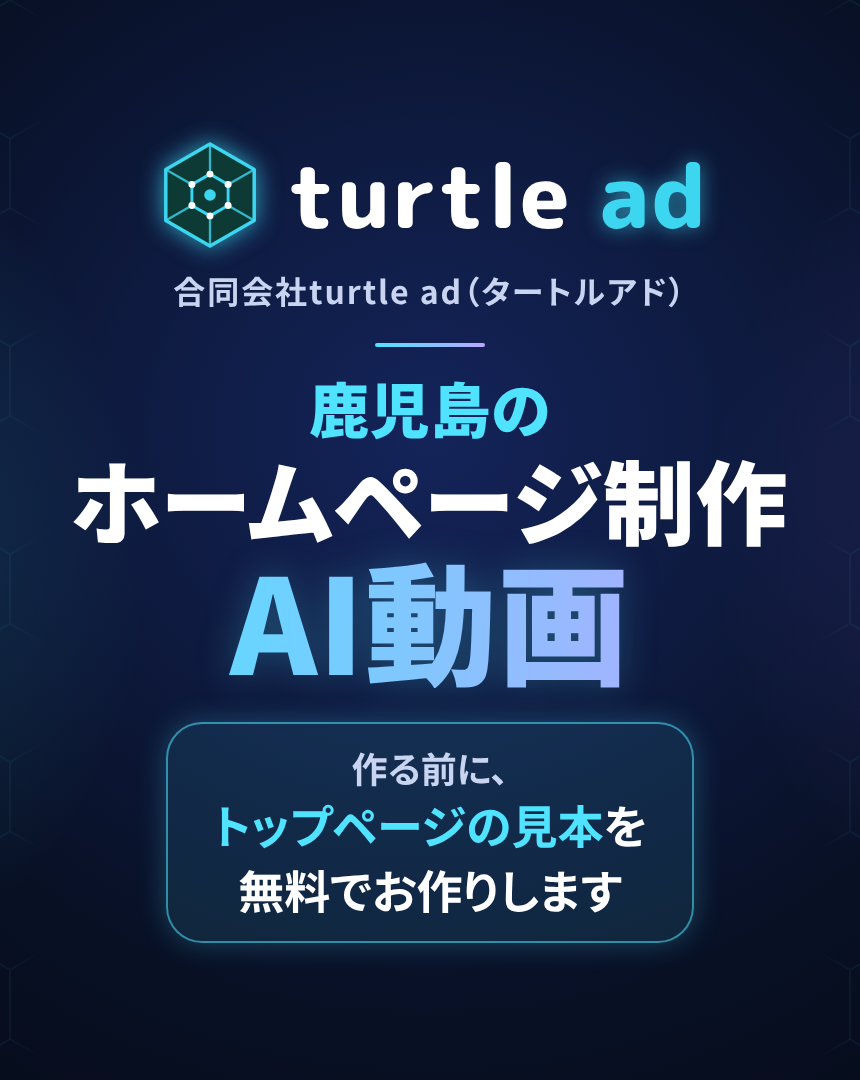 turtle ad
合同会社turtle ad（タートルアド）
鹿児島の
ホームページ制作
AI動画
作る前に、
トップページの見本を
無料でお作りします